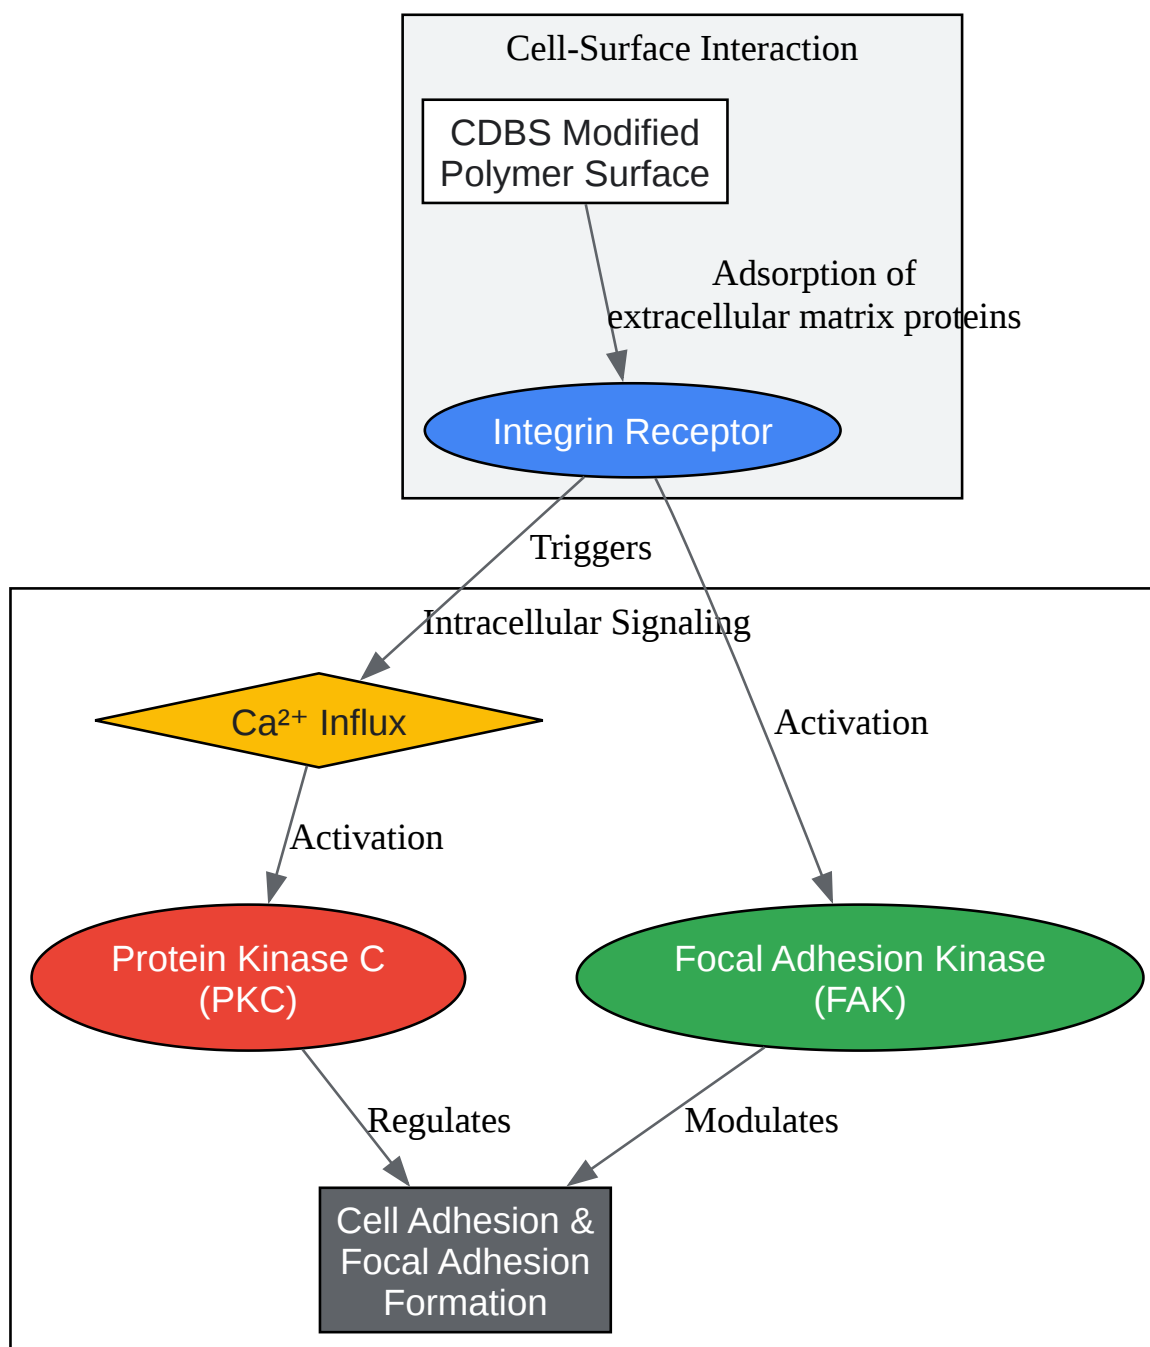 Cell-Surface Interaction
CDBS Modified
Polymer Surface
Adsorption of
extracellular matrix proteins
Integrin Receptor
Triggers
Intracellular Signaling
Ca²⁺ Influx
Activation
Activation
Protein Kinase C
(PKC)
Focal Adhesion Kinase
(FAK)
Regulates
Modulates
Cell Adhesion &
Focal Adhesion
Formation